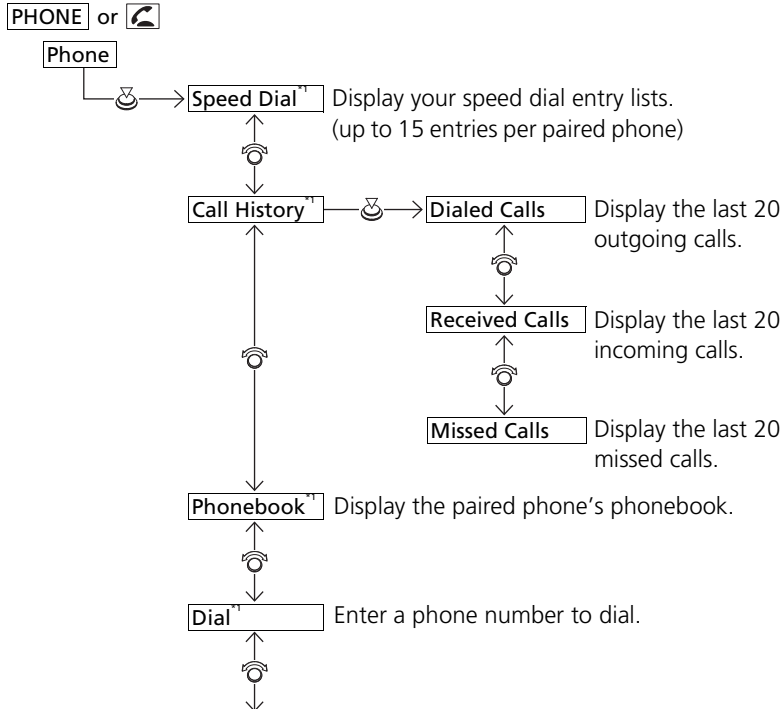 PHONE or
Phone
Speed Dial*1 Display your speed dial entry lists.
(up to 15 entries per paired phone)
Call History*1 Dialed Calls Display the last 20
outgoing calls.
Received Calls Display the last 20
incoming calls.
Missed Calls Display the last 20
missed calls.
Phonebook*1 Display the paired phone’s phonebook.
Dial*1 Enter a phone number to dial.